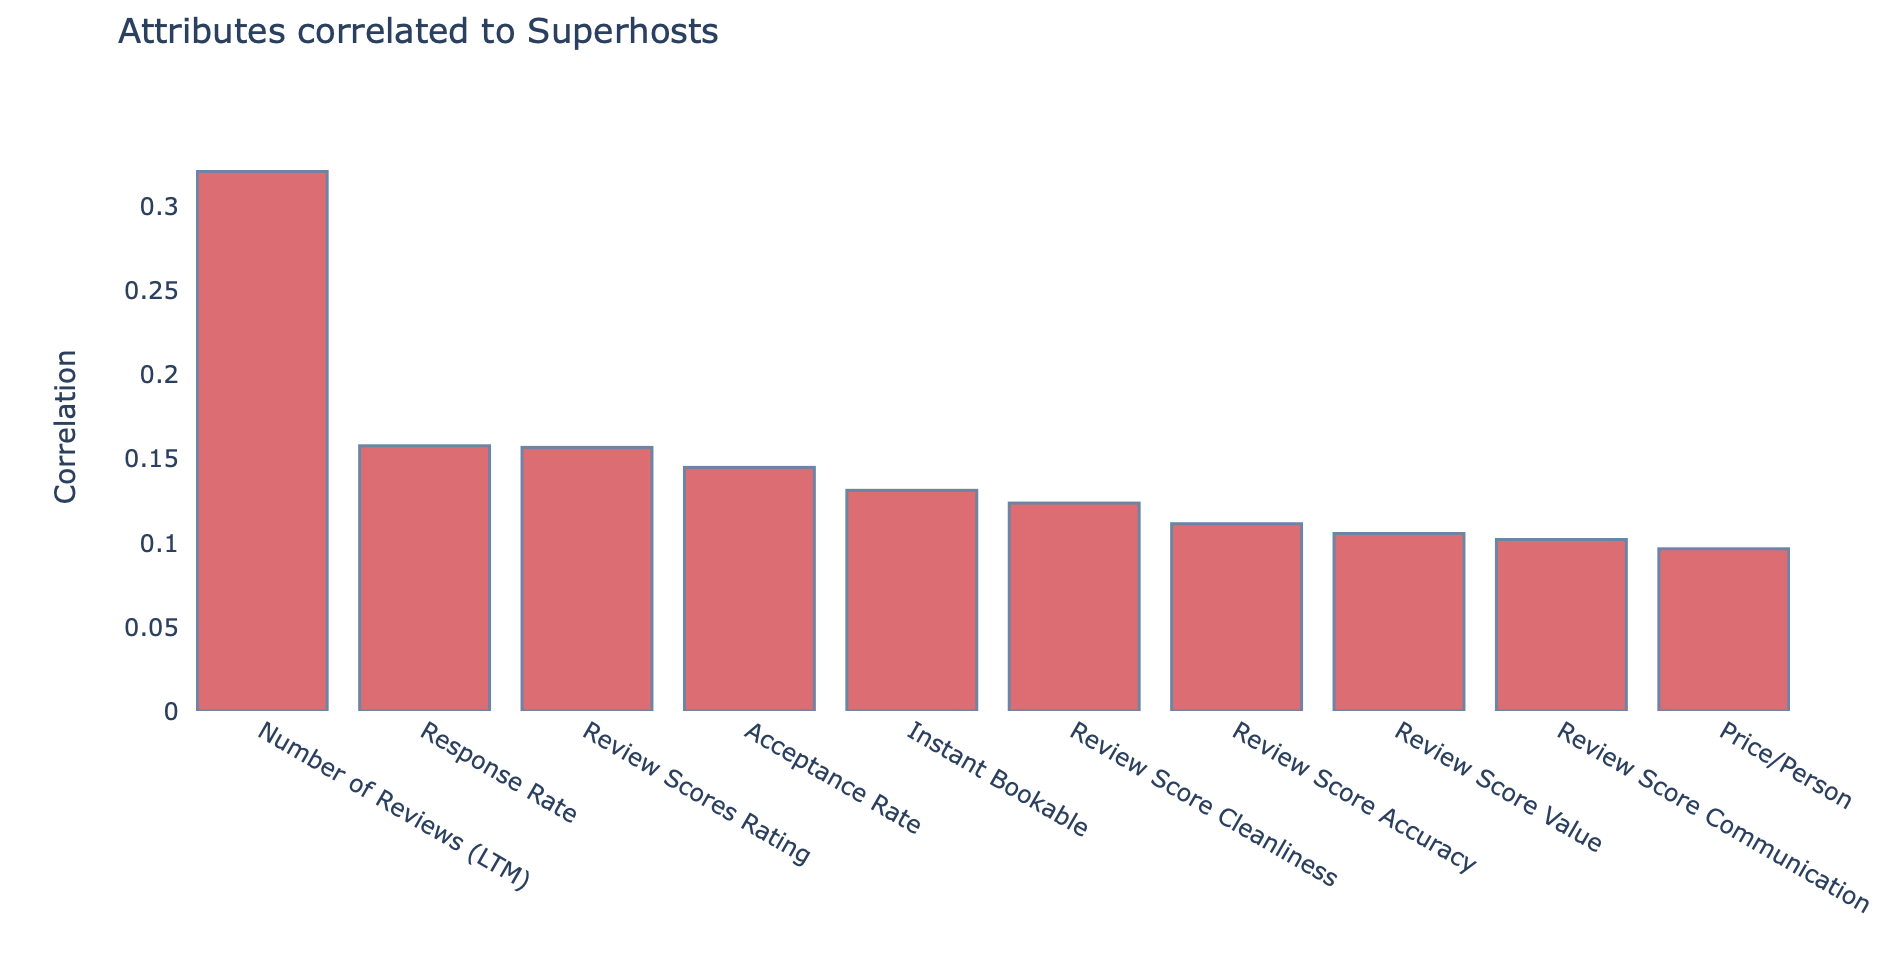 Attributes correlated to Superhosts
Correlation
0.3
0.25
0.2
0.15
0.1
0.05
0
Number of Reviews (LTM)
Response Rate
Review Scores Rating
Acceptance Rate
Instant Bookable
Review Score Cleanliness
Review Score Accuracy
Review Score Value
Review Score Communication
Price/Person